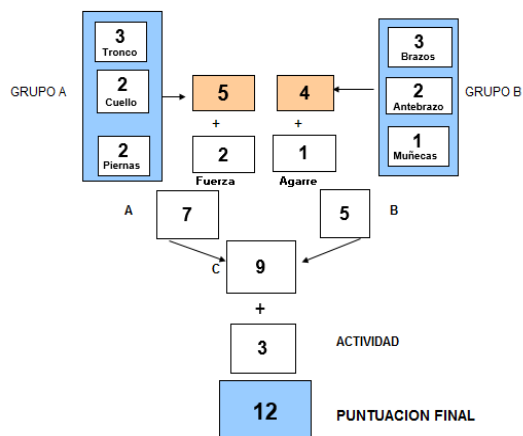 3
Tronco
3
Brazos
GRUPO A
2
Cuello
5
4
2
Antebrazo
GRUPO B
+
+
2
Piernas
2
Fuerza
1
Agarre
1
Muñecas
A
7
5
B
C
9
+
3
ACTIVIDAD
12
PUNTUACION FINAL